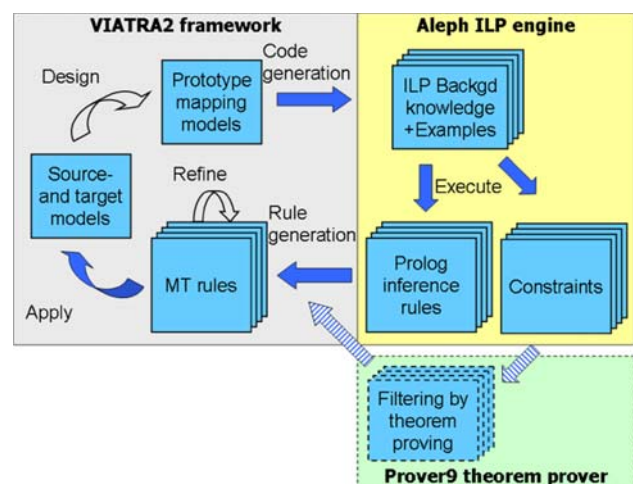 VIATRA2 framework
Aleph ILP engine
Design
Prototype
mapping
models
Code
generation
ILP Backgd
knowledge
+Examples
Source-
and target
models
Refine
Execute
Rule
generation
MT rules
Prolog
inference
rules
Constraints
Apply
Filtering by
theorem
proving
Prover9 theorem prover